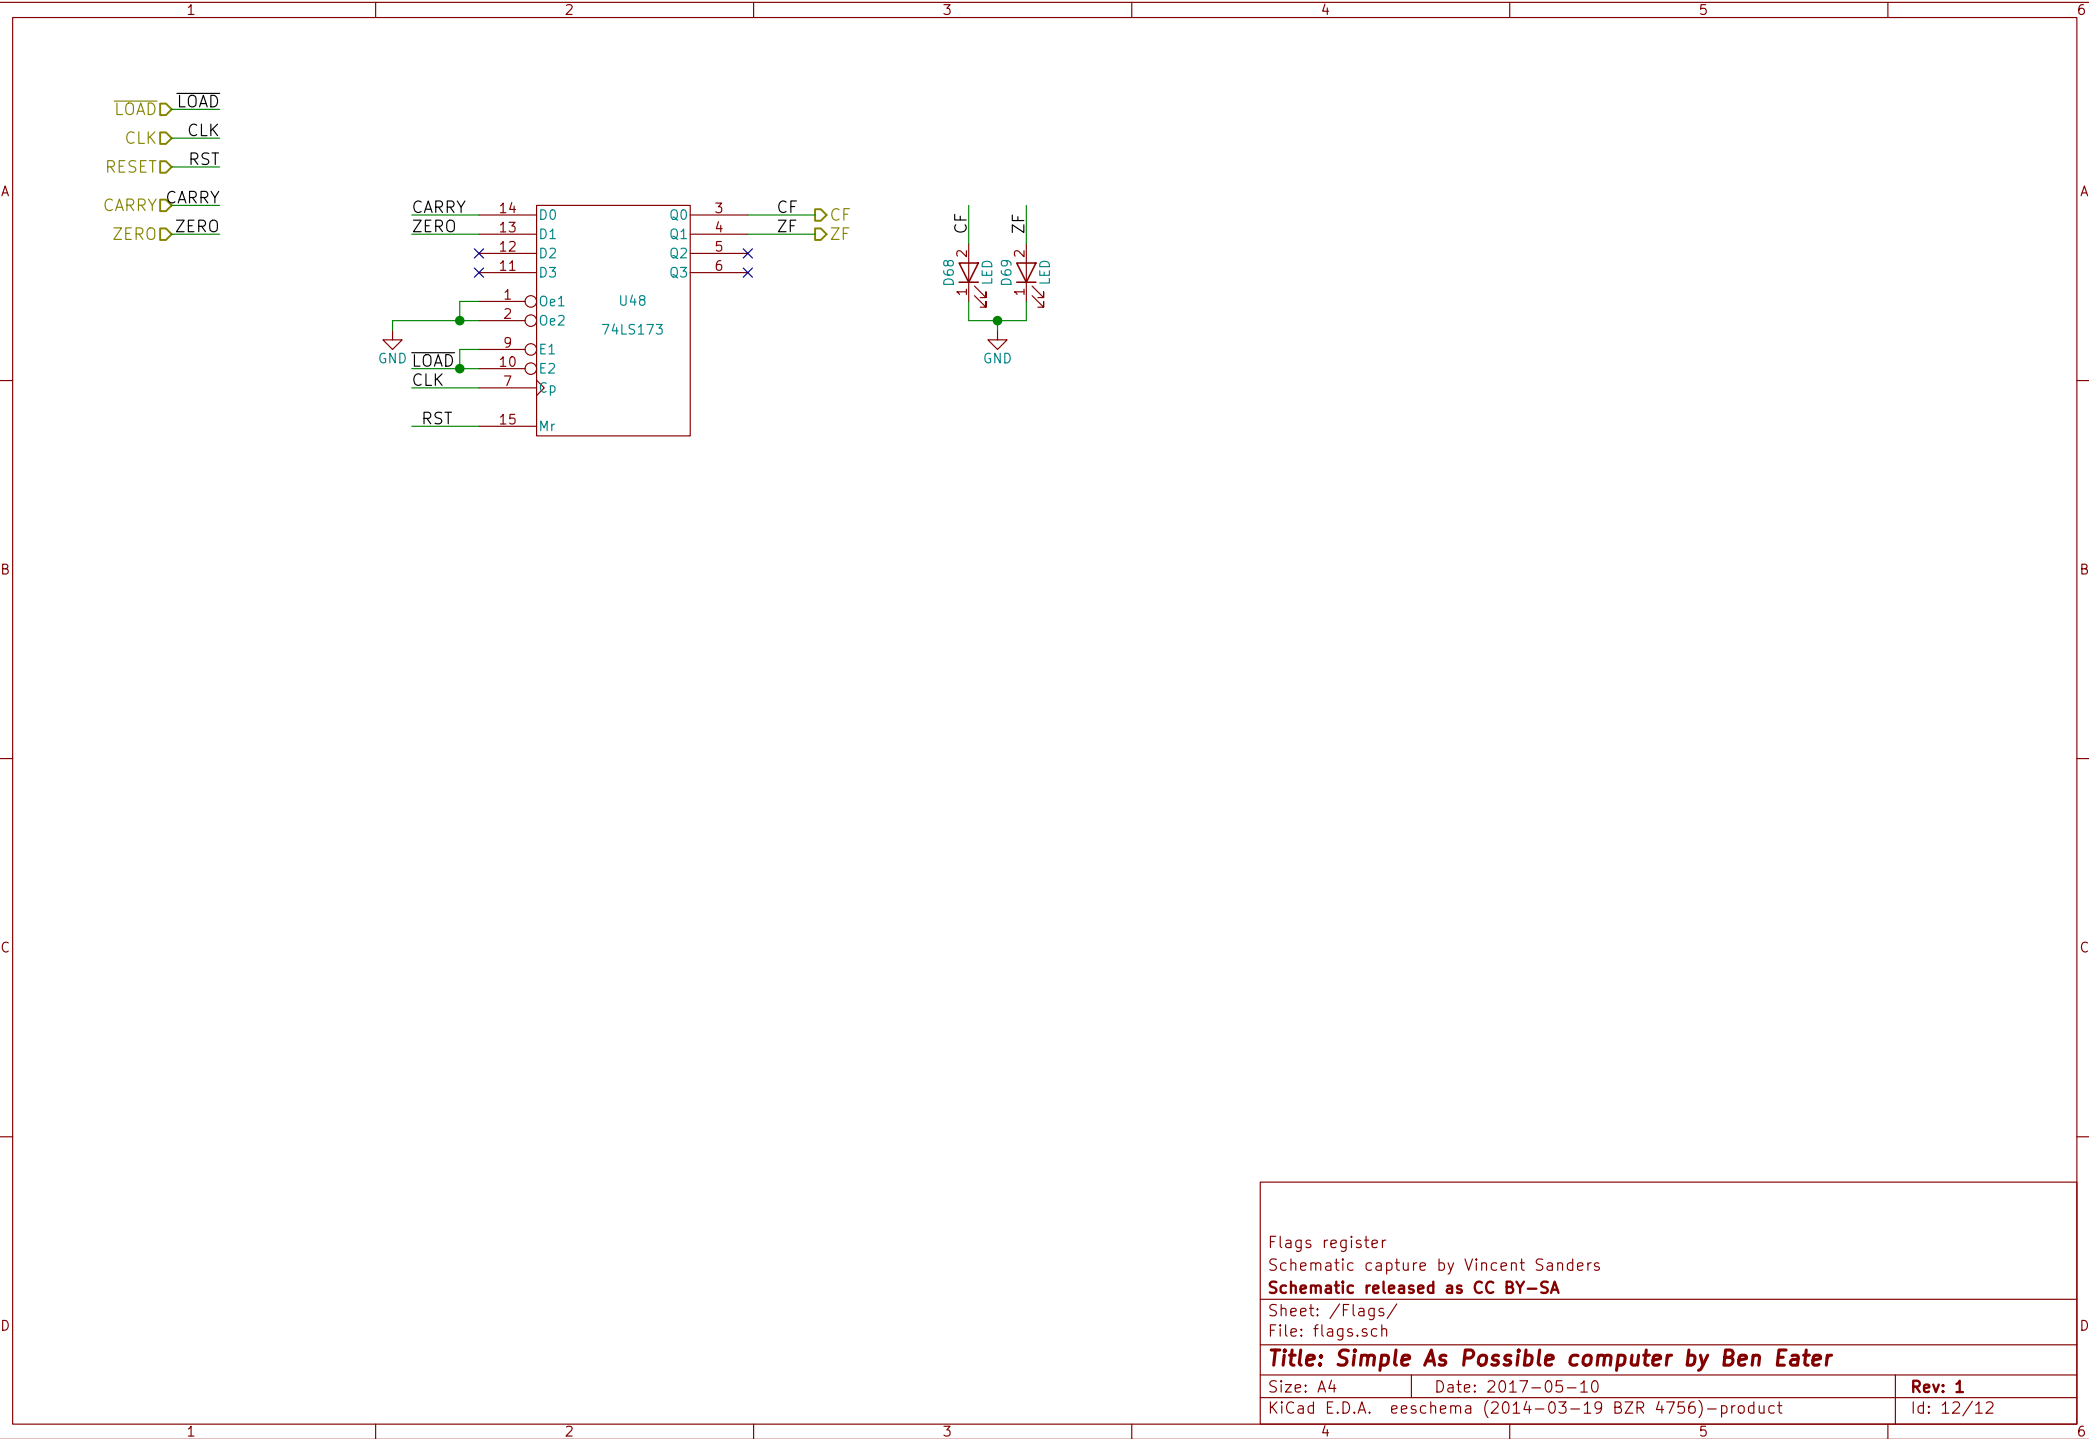 1 2 3 4 5 6
A A
B B
C C
D D
LOAD LOAD
CLK CLK
RESET RST
CARRY CARRY
ZERO ZERO
CARRY 14 D0 Q0 3 CF CF
ZERO 13 D1 Q1 4 ZF ZF
12 D2 Q2 5
11 D3 Q3 6
1 Oe1 U48
2 Oe2 74LS173
GND
9 E1
LOAD 10 E2
CLK 7 Cp
RST 15 Mr
CF ZF
2 2
D68 LED D69 LED
1 1
GND
Flags register
Schematic capture by Vincent Sanders
Schematic released as CC BY-SA
Sheet: /Flags/
File: flags.sch
Title: Simple As Possible computer by Ben Eater
Size: A4 Date: 2017-05-10 Rev: 1
KiCad E.D.A. eeschema (2014-03-19 BZR 4756)-product Id: 12/12
1 2 3 4 5 6